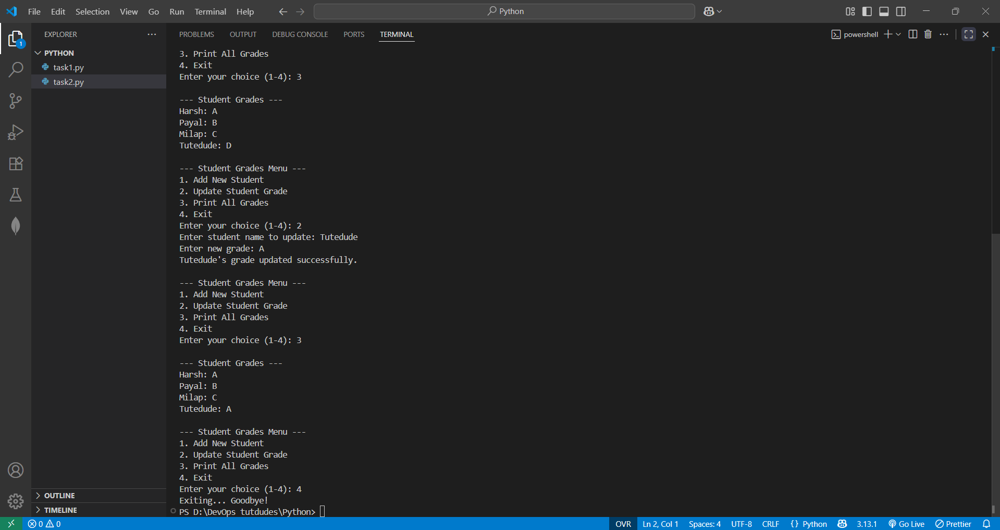 File Edit Selection View Go Run Terminal Help
Python
EXPLORER
PYTHON
task1.py
task2.py
OUTLINE
TIMELINE
1
PROBLEMS OUTPUT DEBUG CONSOLE PORTS TERMINAL
powershell
3. Print All Grades
4. Exit
Enter your choice (1-4): 3
--- Student Grades ---
Harsh: A
Payal: B
Milap: C
Tutedude: D
--- Student Grades Menu ---
1. Add New Student
2. Update Student Grade
3. Print All Grades
4. Exit
Enter your choice (1-4): 2
Enter student name to update: Tutedude
Enter new grade: A
Tutedude's grade updated successfully.
--- Student Grades Menu ---
1. Add New Student
2. Update Student Grade
3. Print All Grades
4. Exit
Enter your choice (1-4): 3
--- Student Grades ---
Harsh: A
Payal: B
Milap: C
Tutedude: A
--- Student Grades Menu ---
1. Add New Student
2. Update Student Grade
3. Print All Grades
4. Exit
Enter your choice (1-4): 4
Exiting... Goodbye!
PS D:\DevOps tutdudes\Python>
0 0 OVR Ln 2, Col 1 Spaces: 4 UTF-8 CRLF {} Python 3.13.1 Go Live Prettier